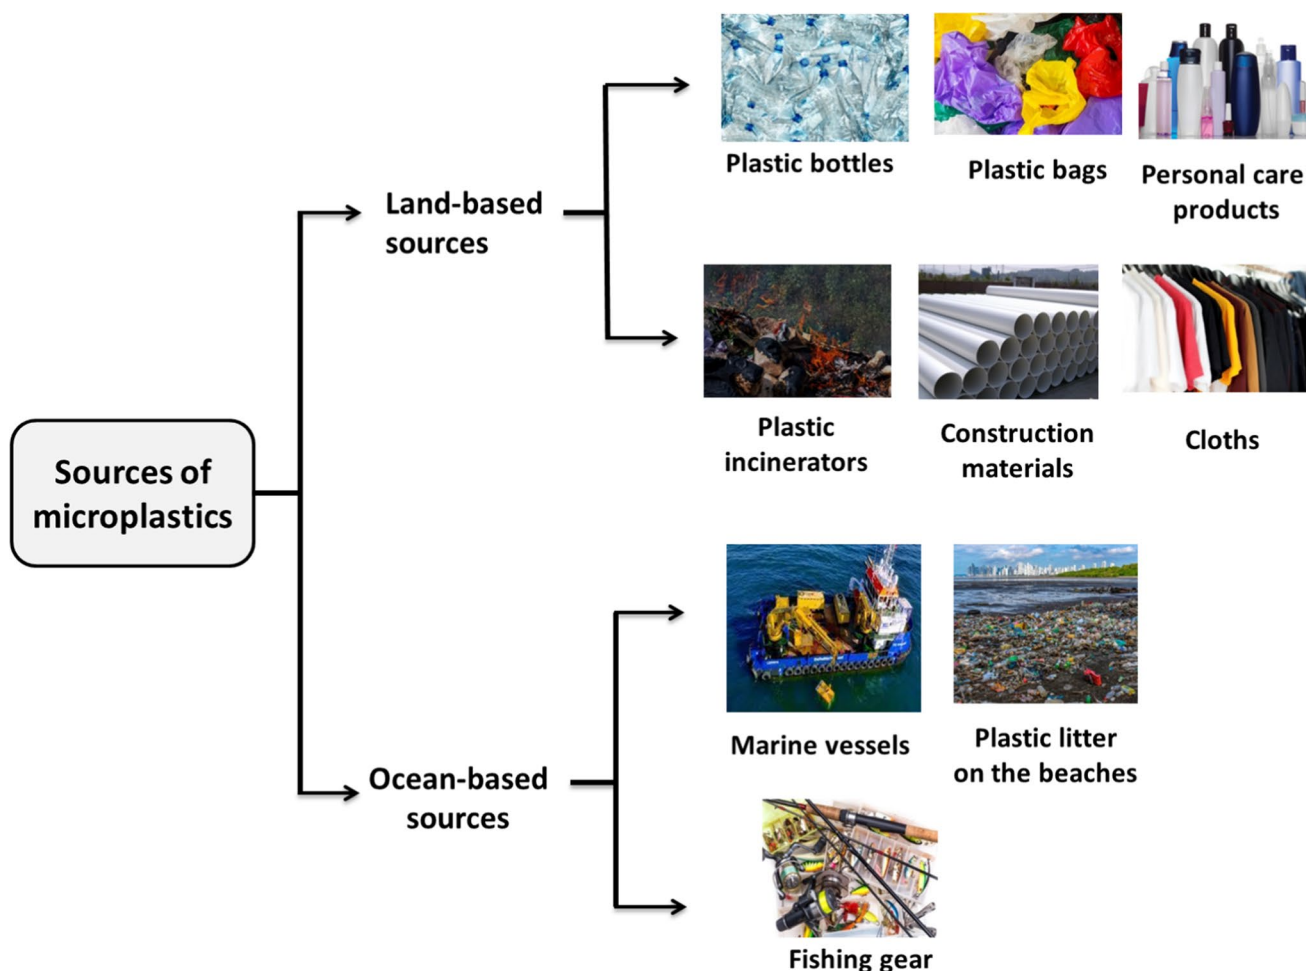 Plastic bottles
Plastic bags
Personal care
products
Land-based
sources
Plastic
incinerators
Construction
materials
Cloths
Sources of
microplastics
Marine vessels
Plastic litter
on the beaches
Ocean-based
sources
Fishing gear